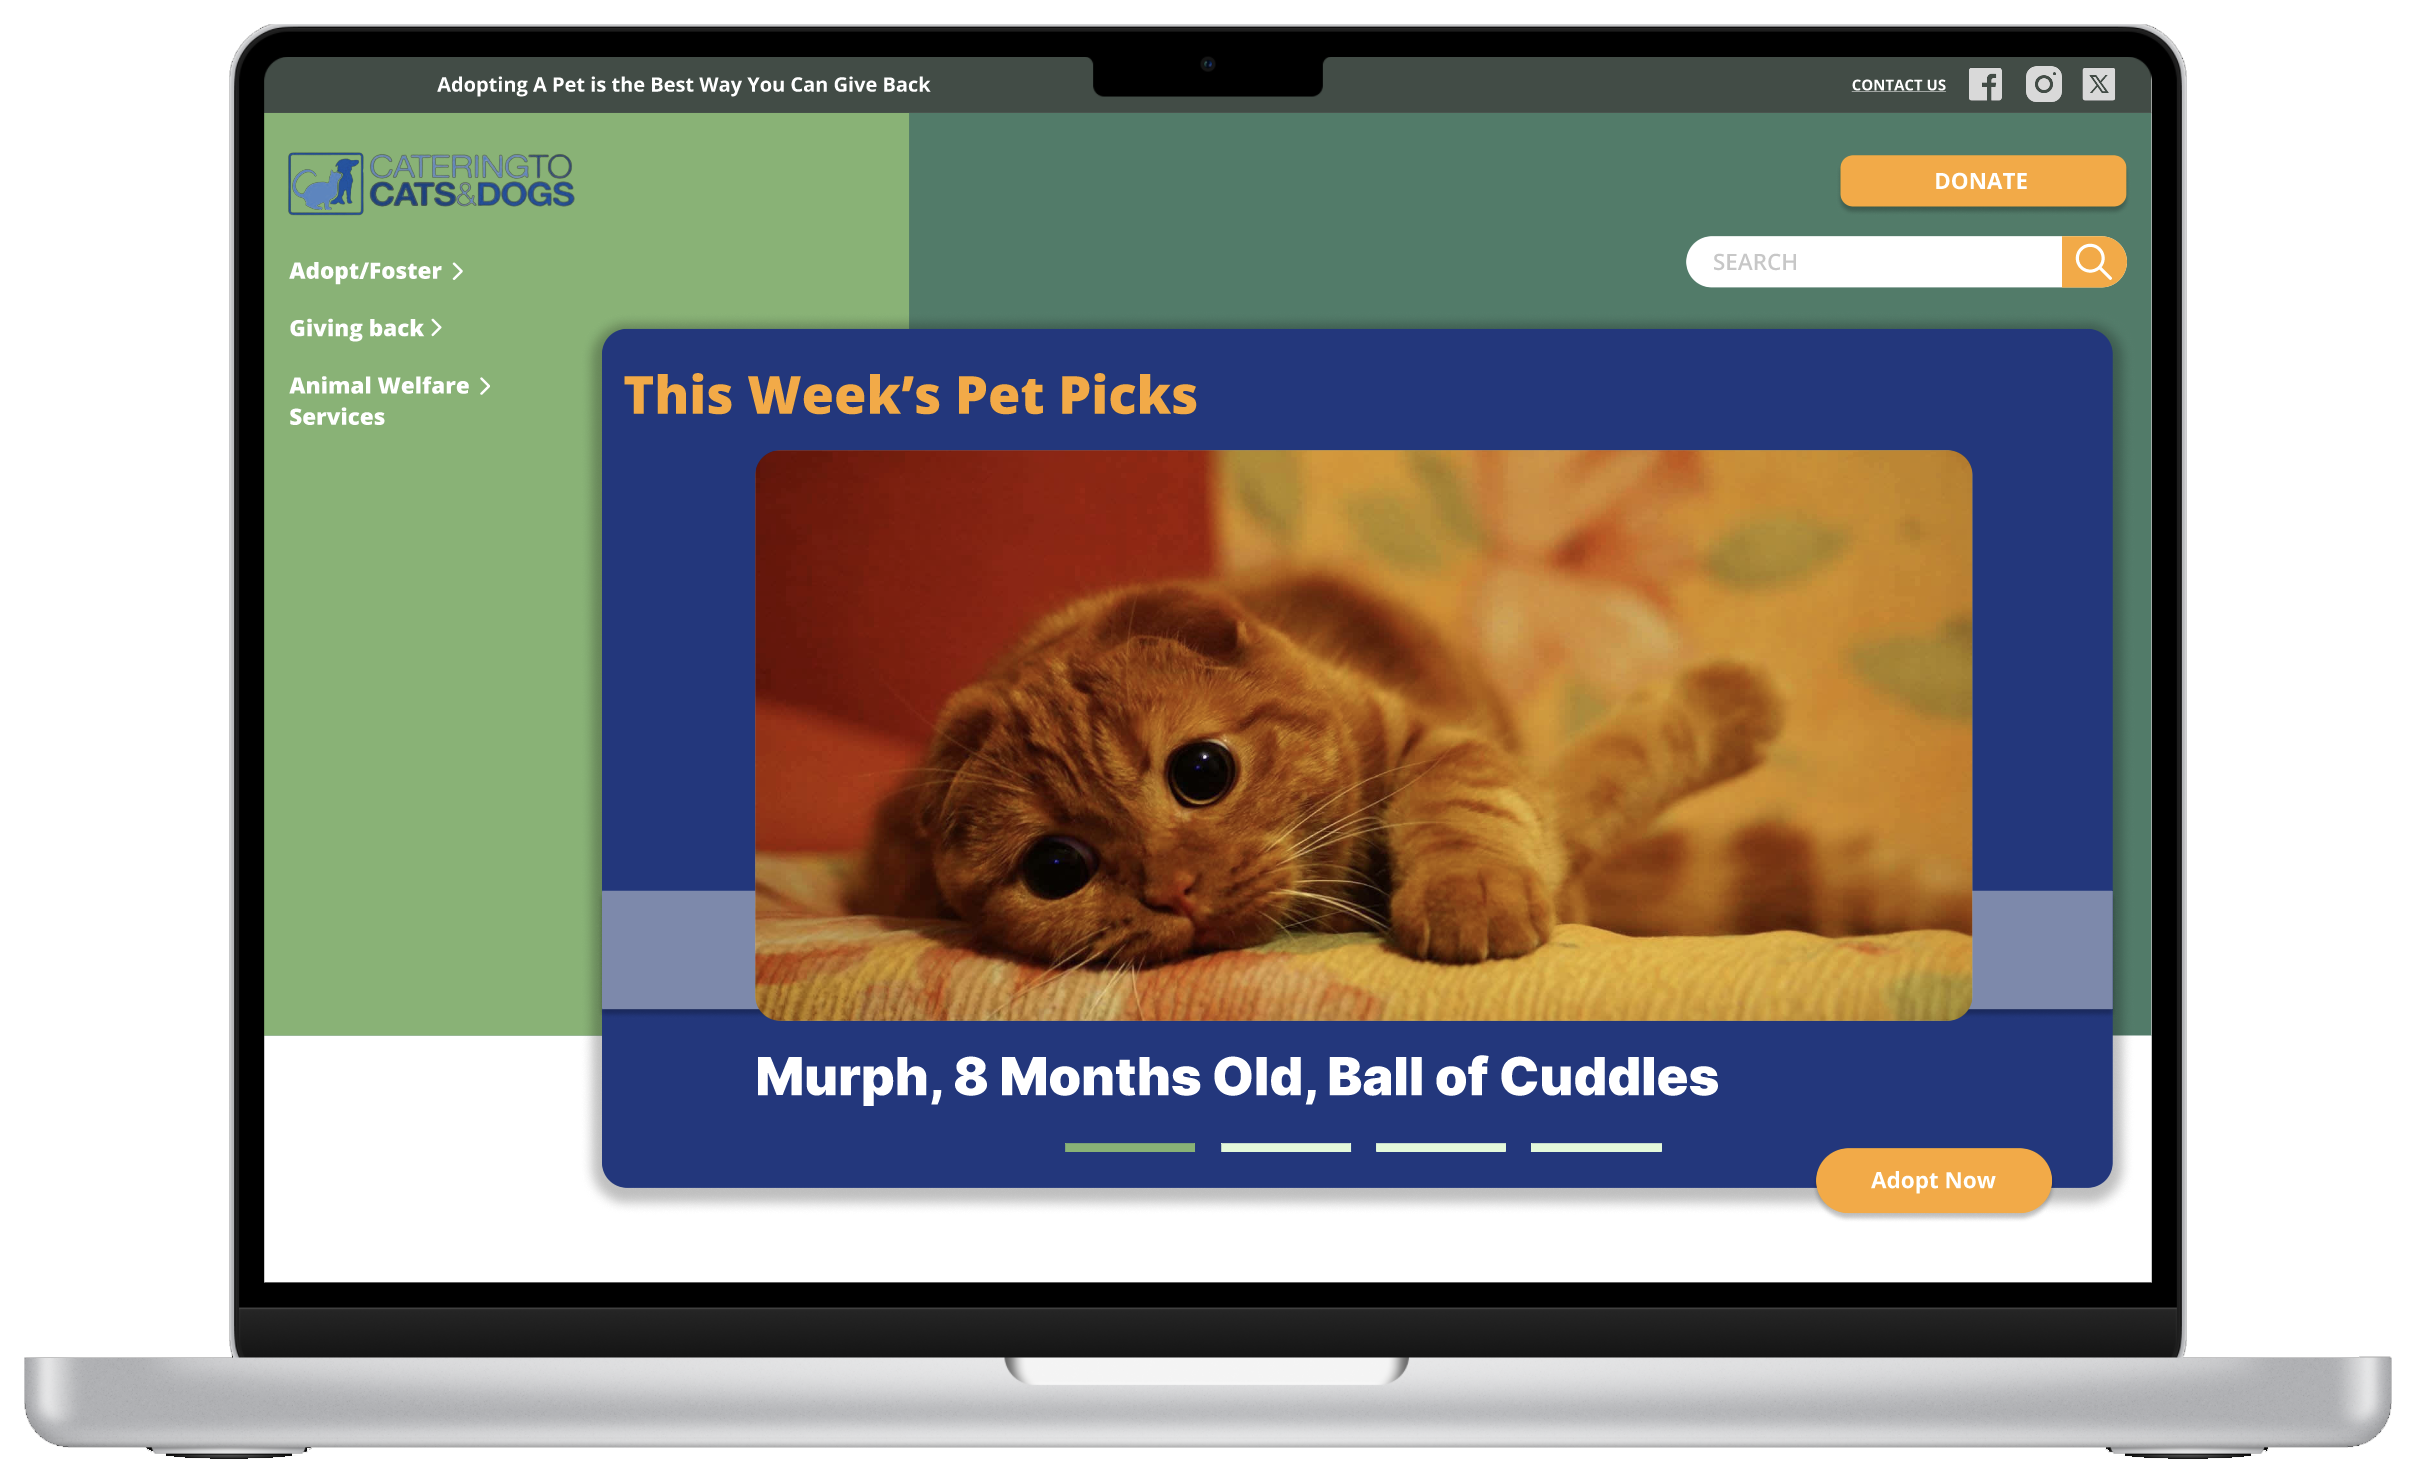 Adopting A Pet is the Best Way You Can Give Back
CONTACT US
CATERINGTO
CATS&DOGS
DONATE
SEARCH
Adopt/Foster
Giving back
Animal Welfare
Services
This Week’s Pet Picks
Murph, 8 Months Old, Ball of Cuddles
Adopt Now